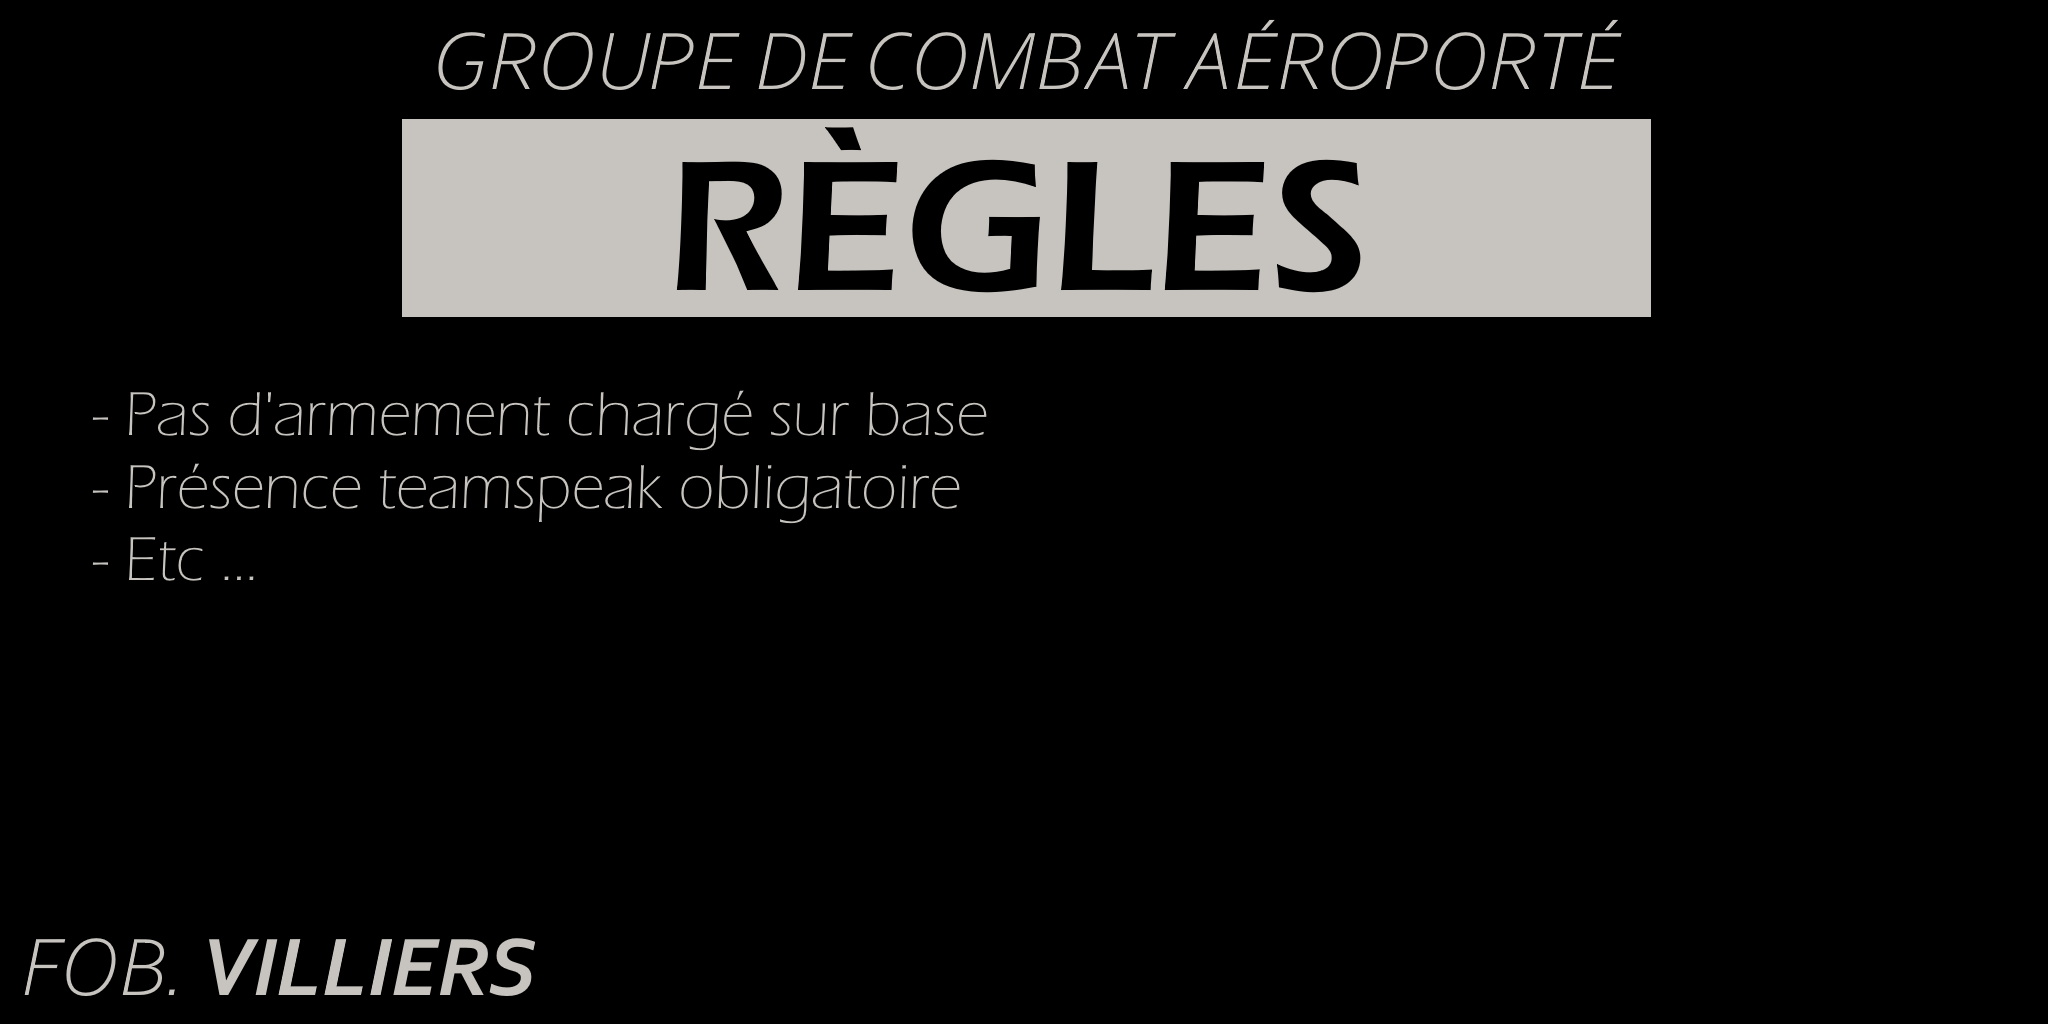 GROUPE DE COMBAT AÉROPORTÉ
RÈGLES
- Pas d'armement chargé sur base
- Présence teamspeak obligatoire
- Etc ...
FOB. VILLIERS